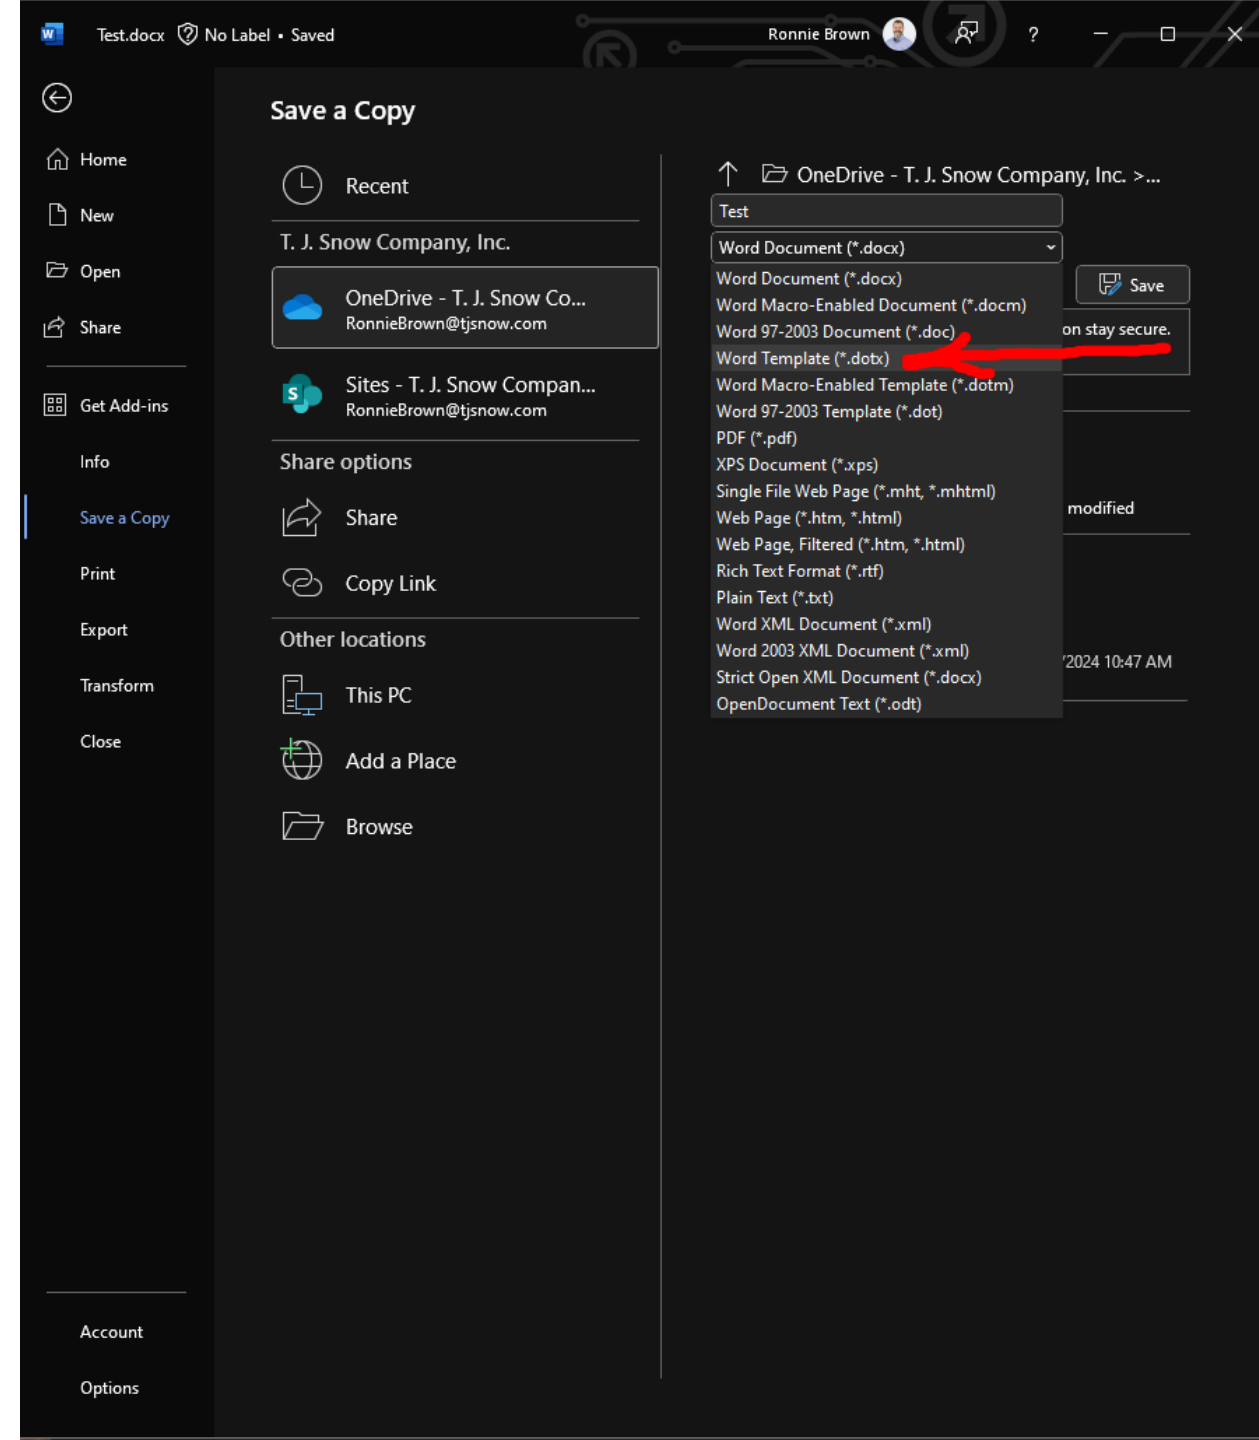 Test.docx No Label • Saved
Ronnie Brown
?
Save a Copy
Home
New
Open
Share
Get Add-ins
Info
Save a Copy
Print
Export
Transform
Close
Account
Options
Recent
T. J. Snow Company, Inc.
OneDrive - T. J. Snow Co...
RonnieBrown@tjsnow.com
Sites - T. J. Snow Compan...
RonnieBrown@tjsnow.com
Share options
Share
Copy Link
Other locations
This PC
Add a Place
Browse
OneDrive - T. J. Snow Company, Inc. >...
Test
Word Document (*.docx)
Word Document (*.docx)
Word Macro-Enabled Document (*.docm)
Word 97-2003 Document (*.doc)
Word Template (*.dotx)
Word Macro-Enabled Template (*.dotm)
Word 97-2003 Template (*.dot)
PDF (*.pdf)
XPS Document (*.xps)
Single File Web Page (*.mht, *.mhtml)
Web Page (*.htm, *.html)
Web Page, Filtered (*.htm, *.html)
Rich Text Format (*.rtf)
Plain Text (*.txt)
Word XML Document (*.xml)
Word 2003 XML Document (*.xml)
Strict Open XML Document (*.docx)
OpenDocument Text (*.odt)
Save
on stay secure.
modified
/2024 10:47 AM